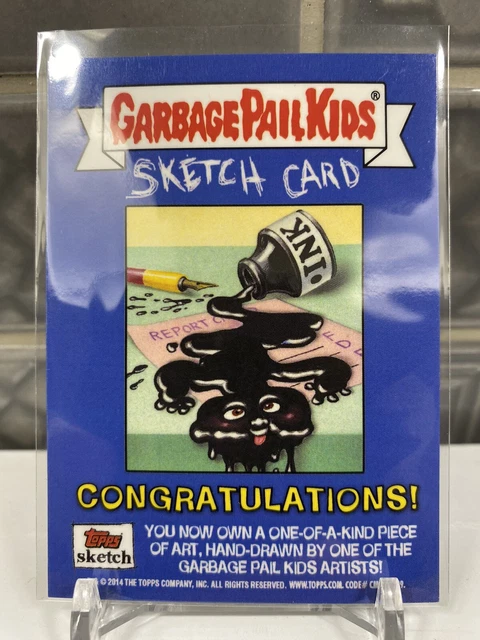 GARBAGE PAIL KIDS®
SKETCH CARD
INK
REPORT C
F D F
CONGRATULATIONS!
Topps
sketch
YOU NOW OWN A ONE-OF-A-KIND PIECE
OF ART, HAND-DRAWN BY ONE OF THE
GARBAGE PAIL KIDS ARTISTS!
© 2014 THE TOPPS COMPANY, INC. ALL RIGHTS RESERVED. WWW.TOPPS.COM. CODE#